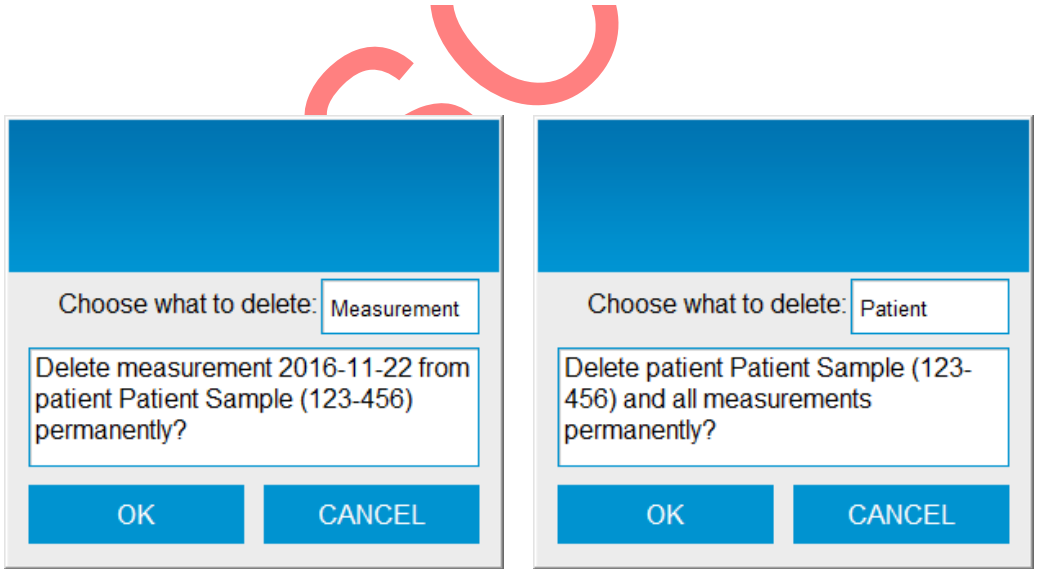 Choose what to delete: Measurement
Delete measurement 2016-11-22 from
patient Patient Sample (123-456)
permanently?
OK CANCEL
Choose what to delete: Patient
Delete patient Patient Sample (123-
456) and all measurements
permanently?
OK CANCEL